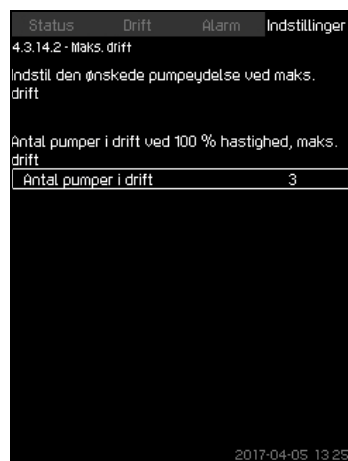 Status Drift Alarm Indstillinger
4.3.14.2 - Maks. drift
Indstil den ønskede pumpeydelse ved maks.
drift
Antal pumper i drift ved 100 % hastighed, maks.
drift
Antal pumper i drift 3
2017-04-05 13:25